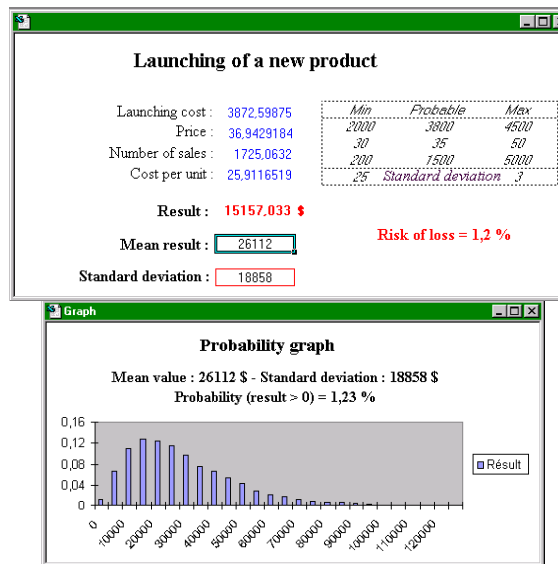 Launching of a new product
Launching cost : 3872,59875
Price : 36,9429184
Number of sales : 1725,0632
Cost per unit : 25,9116519
Min Probable Max
2000 3800 4500
30 35 50
200 1500 5000
25 Standard deviation 3
Result : 15157,033 $
Mean result : 26112
Risk of loss = 1,2 %
Standard deviation : 18858
Graph
Probability graph
Mean value : 26112 $ - Standard deviation : 18858 $
Probability (result > 0) = 1,23 %
0,16
0,12
0,08
0,04
0
Résult
0 10000 20000 30000 40000 50000 60000 70000 80000 90000 100000 110000 120000